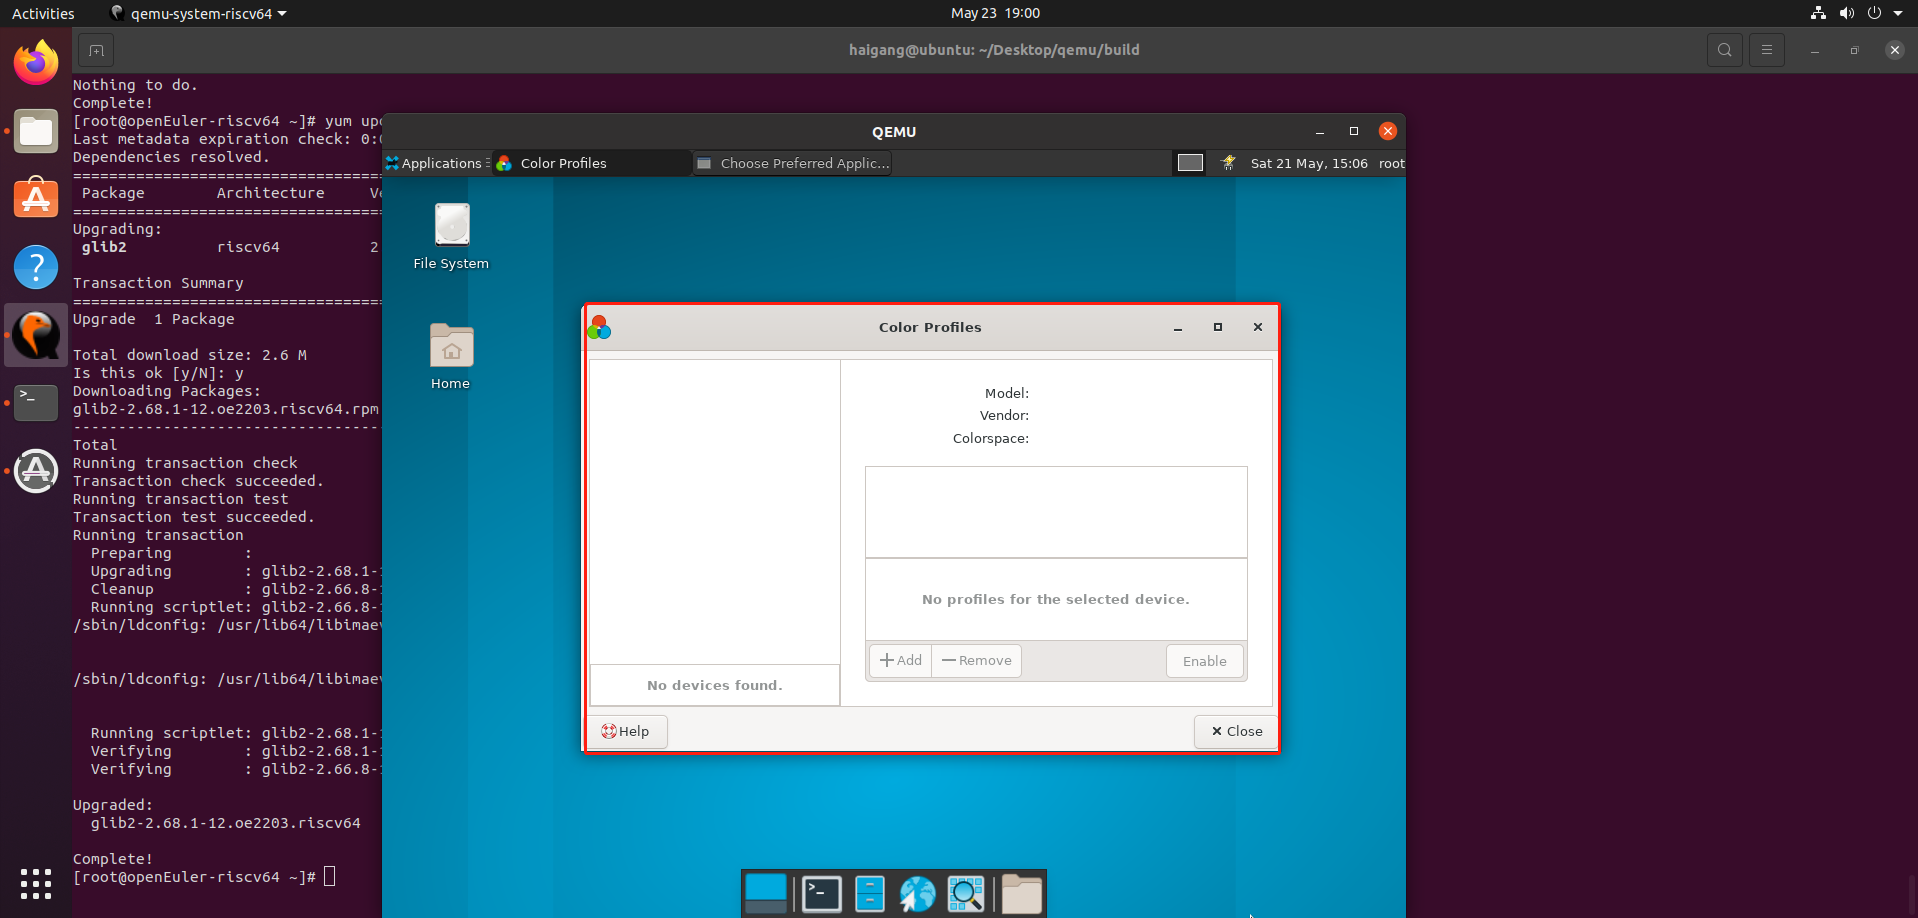 Activities
qemu-system-riscv64
May 23 19:00
haigang@ubuntu: ~/Desktop/qemu/build
Nothing to do.
Complete!
[root@openEuler-riscv64 ~]# yum upd
Last metadata expiration check: 0:
Dependencies resolved.
Package Architecture Ve
Upgrading:
glib2 riscv64 2
Transaction Summary
Upgrade 1 Package
Total download size: 2.6 M
Is this ok [y/N]: y
Downloading Packages:
glib2-2.68.1-12.oe2203.riscv64.rpm
Total
Running transaction check
Transaction check succeeded.
Running transaction test
Transaction test succeeded.
Running transaction
Preparing :
Upgrading : glib2-2.68.1-
Cleanup : glib2-2.66.8-
Running scriptlet: glib2-2.66.8-
/sbin/ldconfig: /usr/lib64/libimaev
/sbin/ldconfig: /usr/lib64/libimaev
Running scriptlet: glib2-2.68.1-
Verifying : glib2-2.68.1-
Verifying : glib2-2.66.8-
Upgraded:
glib2-2.68.1-12.oe2203.riscv64
Complete!
[root@openEuler-riscv64 ~]#
QEMU
Applications
Color Profiles
Choose Preferred Applic...
Sat 21 May, 15:06
root
File System
Home
Color Profiles
Model:
Vendor:
Colorspace:
No profiles for the selected device.
Add
Remove
Enable
No devices found.
Help
Close